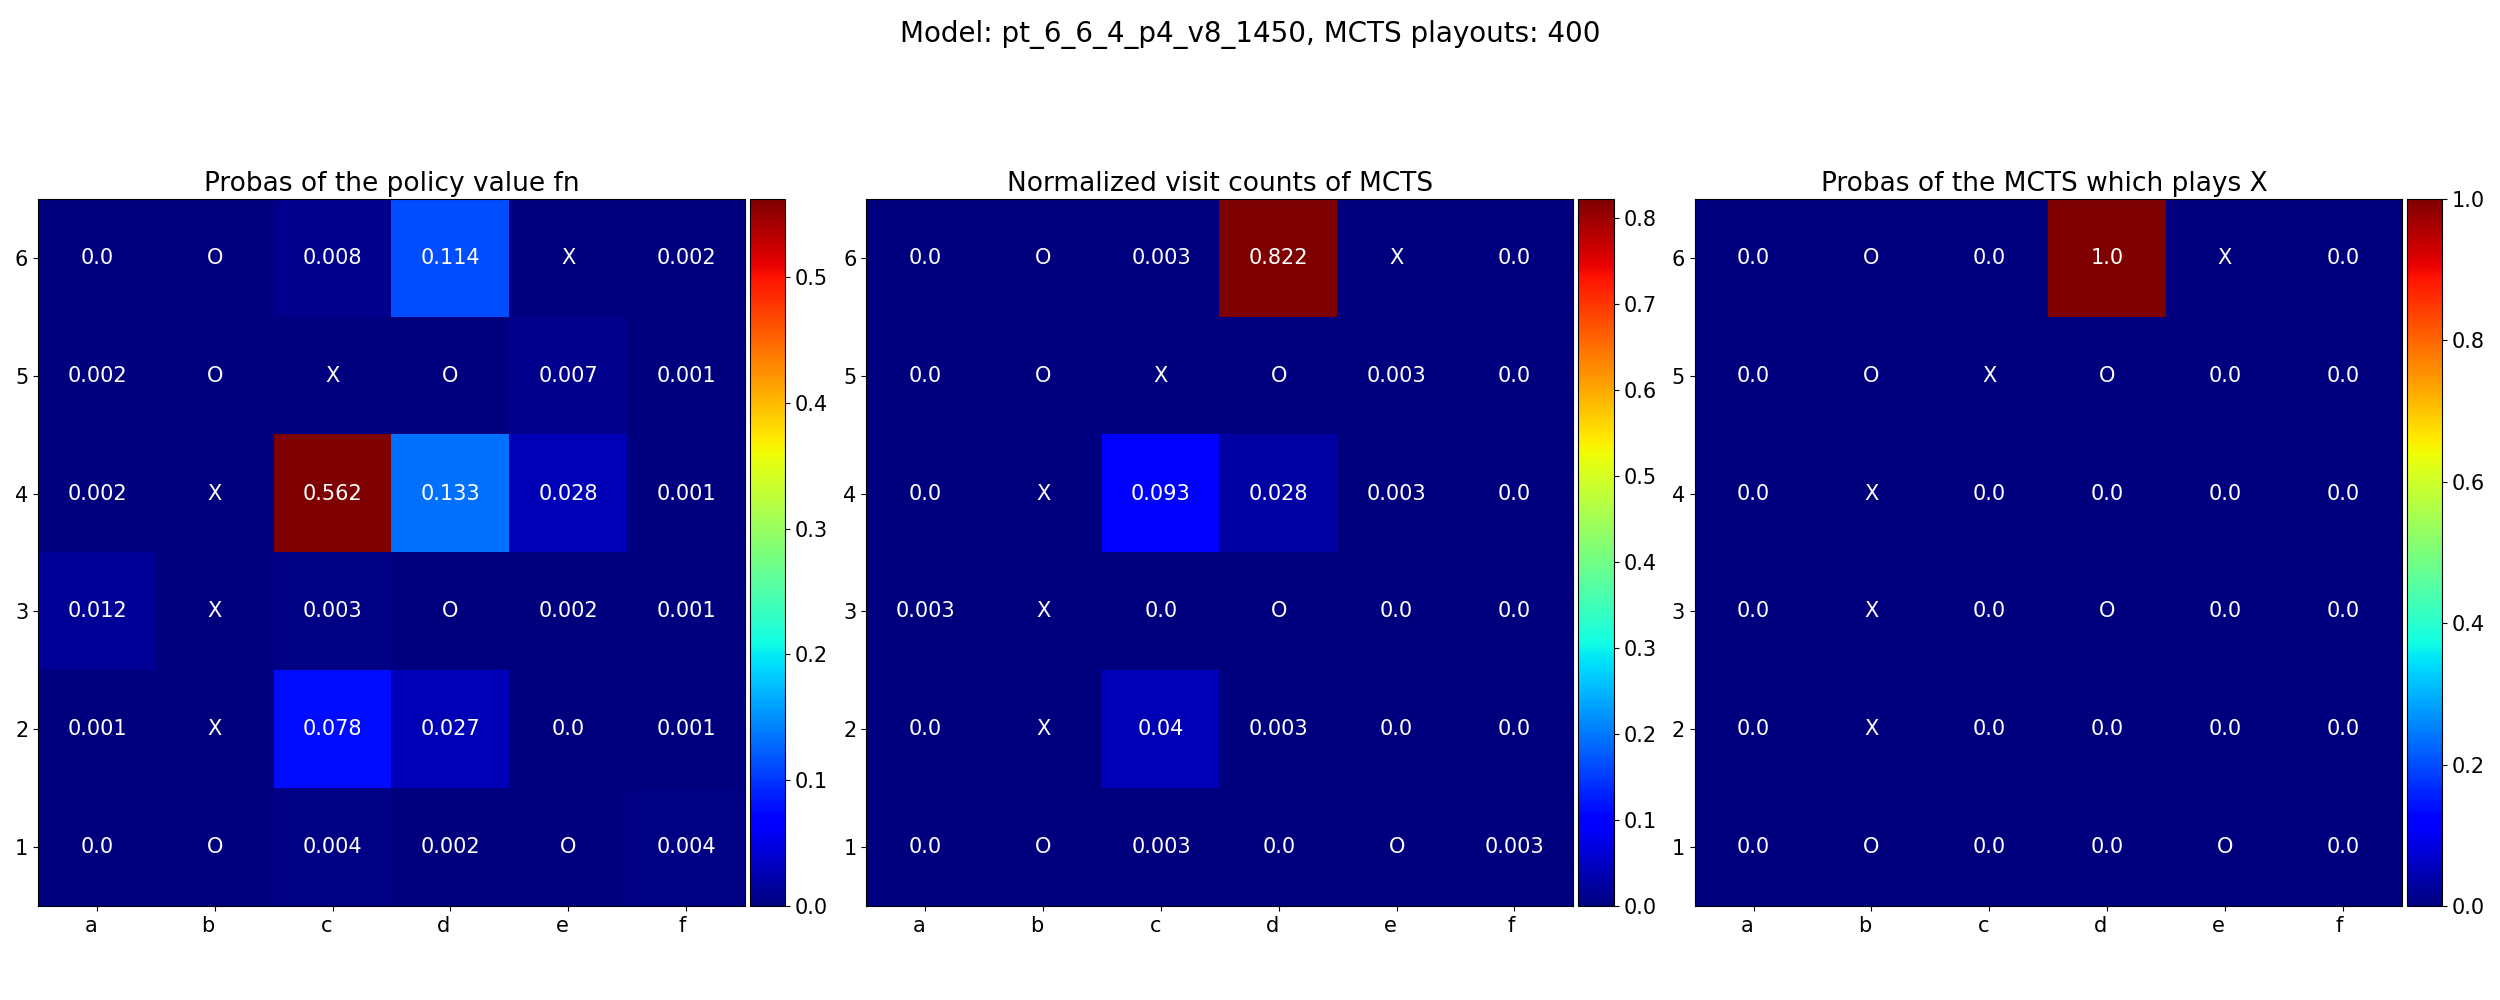 Model: pt_6_6_4_p4_v8_1450, MCTS playouts: 400
Probas of the policy value fn
6 0.0 O 0.008 0.114 X 0.002
5 0.002 O X O 0.007 0.001
4 0.002 X 0.562 0.133 0.028 0.001
3 0.012 X 0.003 O 0.002 0.001
2 0.001 X 0.078 0.027 0.0 0.001
1 0.0 O 0.004 0.002 O 0.004
a b c d e f
0.5
0.4
0.3
0.2
0.1
0.0
Normalized visit counts of MCTS
6 0.0 O 0.003 0.822 X 0.0
5 0.0 O X O 0.003 0.0
4 0.0 X 0.093 0.028 0.003 0.0
3 0.003 X 0.0 O 0.0 0.0
2 0.0 X 0.04 0.003 0.0 0.0
1 0.0 O 0.003 0.0 O 0.003
a b c d e f
0.8
0.7
0.6
0.5
0.4
0.3
0.2
0.1
0.0
Probas of the MCTS which plays X
6 0.0 O 0.0 1.0 X 0.0
5 0.0 O X O 0.0 0.0
4 0.0 X 0.0 0.0 0.0 0.0
3 0.0 X 0.0 O 0.0 0.0
2 0.0 X 0.0 0.0 0.0 0.0
1 0.0 O 0.0 0.0 O 0.0
a b c d e f
1.0
0.8
0.6
0.4
0.2
0.0